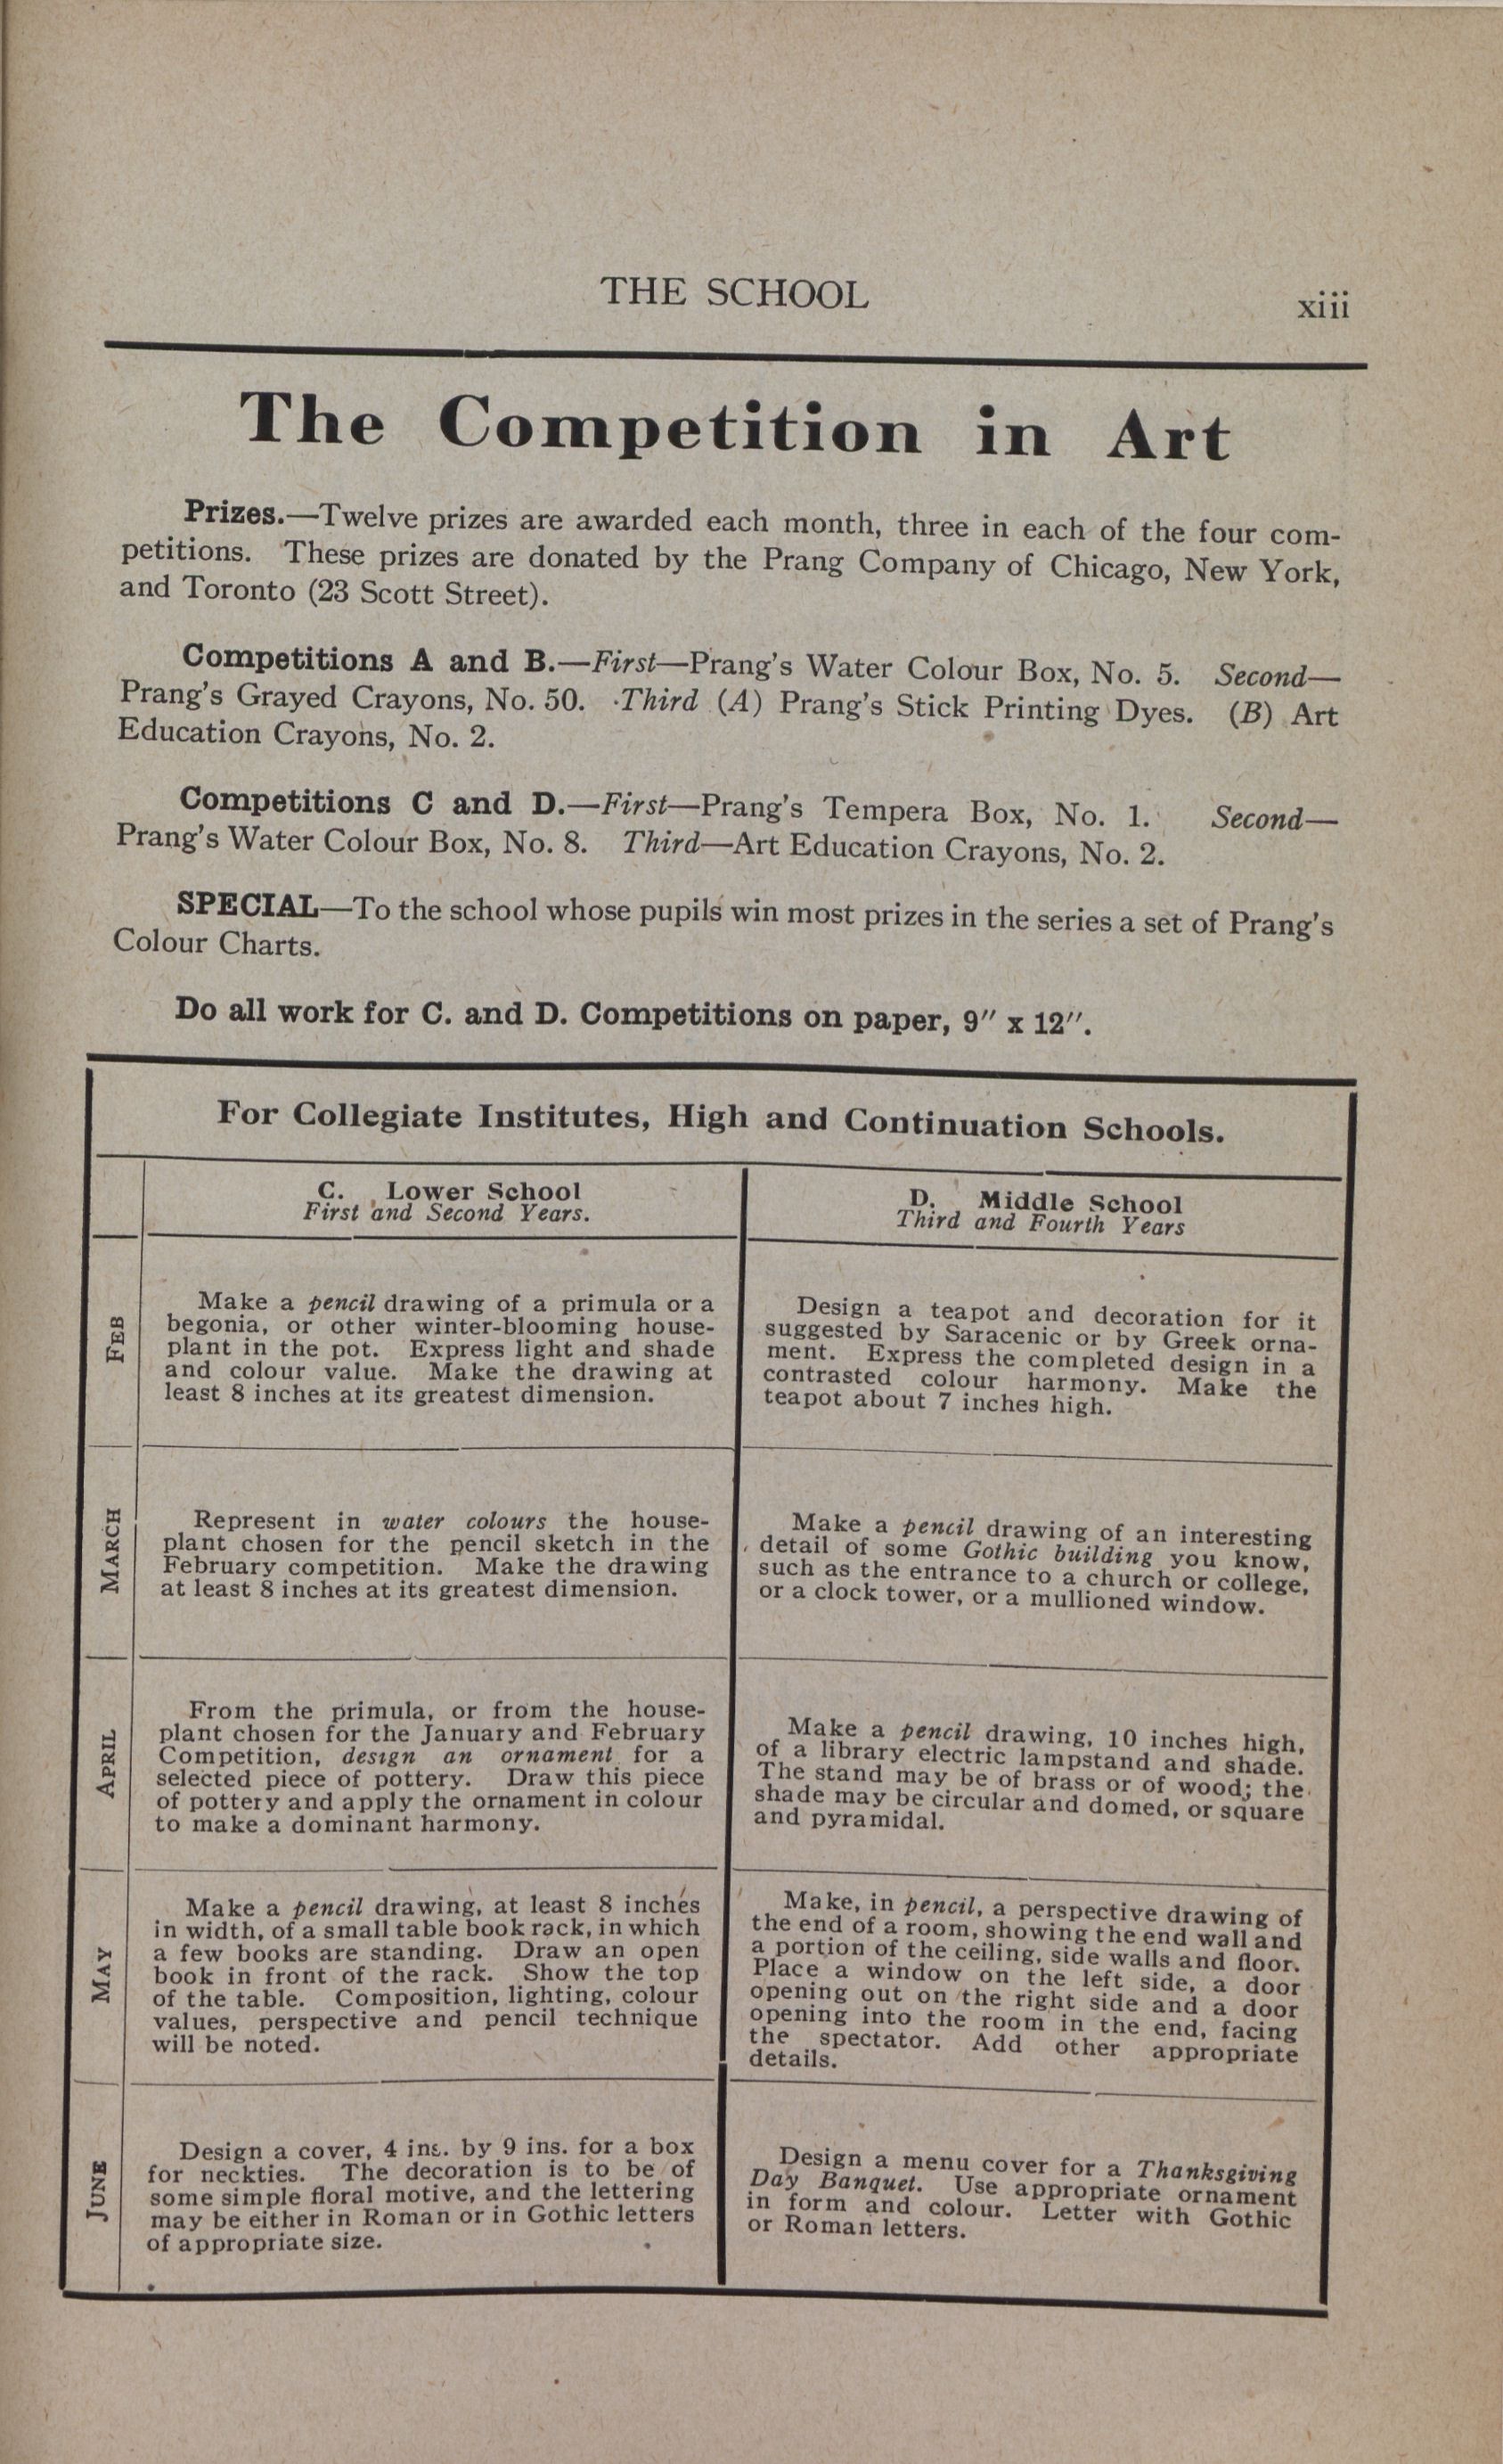 THE SCHOOL
xiii
The Competition in Art
Prizes.—Twelve prizes are awarded each month, three in each of the four com-
petitions. These prizes are donated by the Prang Company of Chicago, New York,
and Toronto (23 Scott Street).
Competitions A and B.—First—Prang's Water Colour Box, No. 5. Second—
Prang's Grayed Crayons, No. 50. Third (A) Prang's Stick Printing Dyes. (B) Art
Education Crayons, No. 2.
Competitions C and D.—First—Prang's Tempera Box, No. 1. Second—
Prang's Water Colour Box, No. 8. Third—Art Education Crayons, No. 2.
SPECIAL—To the school whose pupils win most prizes in the series a set of Prang's
Colour Charts.
Do all work for C. and D. Competitions on paper, 9″ x 12″.
For Collegiate Institutes, High and Continuation Schools.
C. Lower School
First and Second Years.
D. Middle School
Third and Fourth Years
FEB
Make a pencil drawing of a primula or a
begonia, or other winter-blooming house-
plant in the pot. Express light and shade
and colour value. Make the drawing at
least 8 inches at its greatest dimension.
Design a teapot and decoration for it
suggested by Saracenic or by Greek orna-
ment. Express the completed design in a
contrasted colour harmony. Make the
teapot about 7 inches high.
MARCH
Represent in water colours the house-
plant chosen for the pencil sketch in the
February competition. Make the drawing
at least 8 inches at its greatest dimension.
Make a pencil drawing of an interesting
detail of some Gothic building you know,
such as the entrance to a church or college,
or a clock tower, or a mullioned window.
APRIL
From the primula, or from the house-
plant chosen for the January and February
Competition, design an ornament for a
selected piece of pottery. Draw this piece
of pottery and apply the ornament in colour
to make a dominant harmony.
Make a pencil drawing, 10 inches high,
of a library electric lampstand and shade.
The stand may be of brass or of wood; the
shade may be circular and domed, or square
and pyramidal.
MAY
Make a pencil drawing, at least 8 inches
in width, of a small table book rack, in which
a few books are standing. Draw an open
book in front of the rack. Show the top
of the table. Composition, lighting, colour
values, perspective and pencil technique
will be noted.
Make, in pencil, a perspective drawing of
the end of a room, showing the end wall and
a portion of the ceiling, side walls and floor.
Place a window on the left side, a door
opening out on the right side and a door
opening into the room in the end, facing
the spectator. Add other appropriate
details.
JUNE
Design a cover, 4 ins. by 9 ins. for a box
for neckties. The decoration is to be of
some simple floral motive, and the lettering
may be either in Roman or in Gothic letters
of appropriate size.
Design a menu cover for a Thanksgiving
Day Banquet. Use appropriate ornament
in form and colour. Letter with Gothic
or Roman letters.